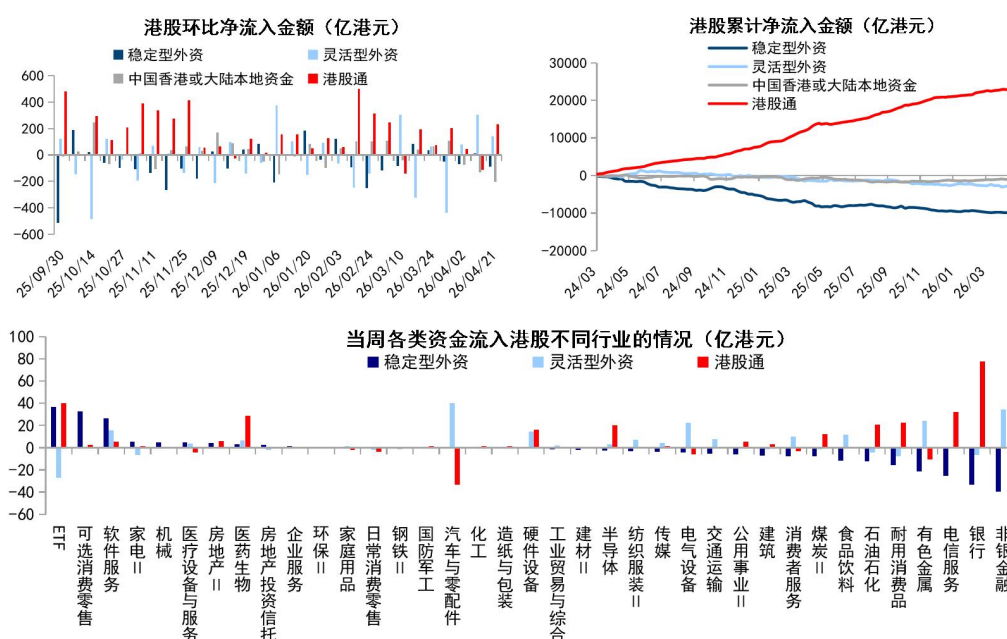 港股环比净流入金额（亿港元）
稳定型外资
灵活型外资
中国香港或大陆本地资金
港股通
600
400
200
0
−200
−400
−600
25/09/30
25/10/14
25/10/27
25/11/11
25/11/25
25/12/09
25/12/19
26/01/06
26/01/20
26/02/03
26/02/24
26/03/10
26/03/24
26/04/02
26/04/21
港股累计净流入金额（亿港元）
稳定型外资
灵活型外资
中国香港或大陆本地资金
港股通
30000
20000
10000
0
−10000
−20000
24/03
24/05
24/07
24/09
24/11
25/01
25/03
25/05
25/07
25/09
25/11
26/01
26/03
当周各类资金流入港股不同行业的情况（亿港元）
稳定型外资
灵活型外资
港股通
100
80
60
40
20
0
−20
−40
−60
ETF
可选消费零售
软件服务
家电II
机械
医疗设备与服务
房地产II
医药生物
房地产投资信托
企业服务
环保II
家庭用品
日常消费零售
钢铁II
国防军工
汽车与零配件
化工
造纸与包装
硬件设备
工业贸易与综合
建材II
半导体
纺织服装II
传媒
电气设备
交通运输
公用事业II
建筑
消费者服务
煤炭II
食品饮料
石油石化
耐用消费品
有色金属
电信服务
银行
非银金融